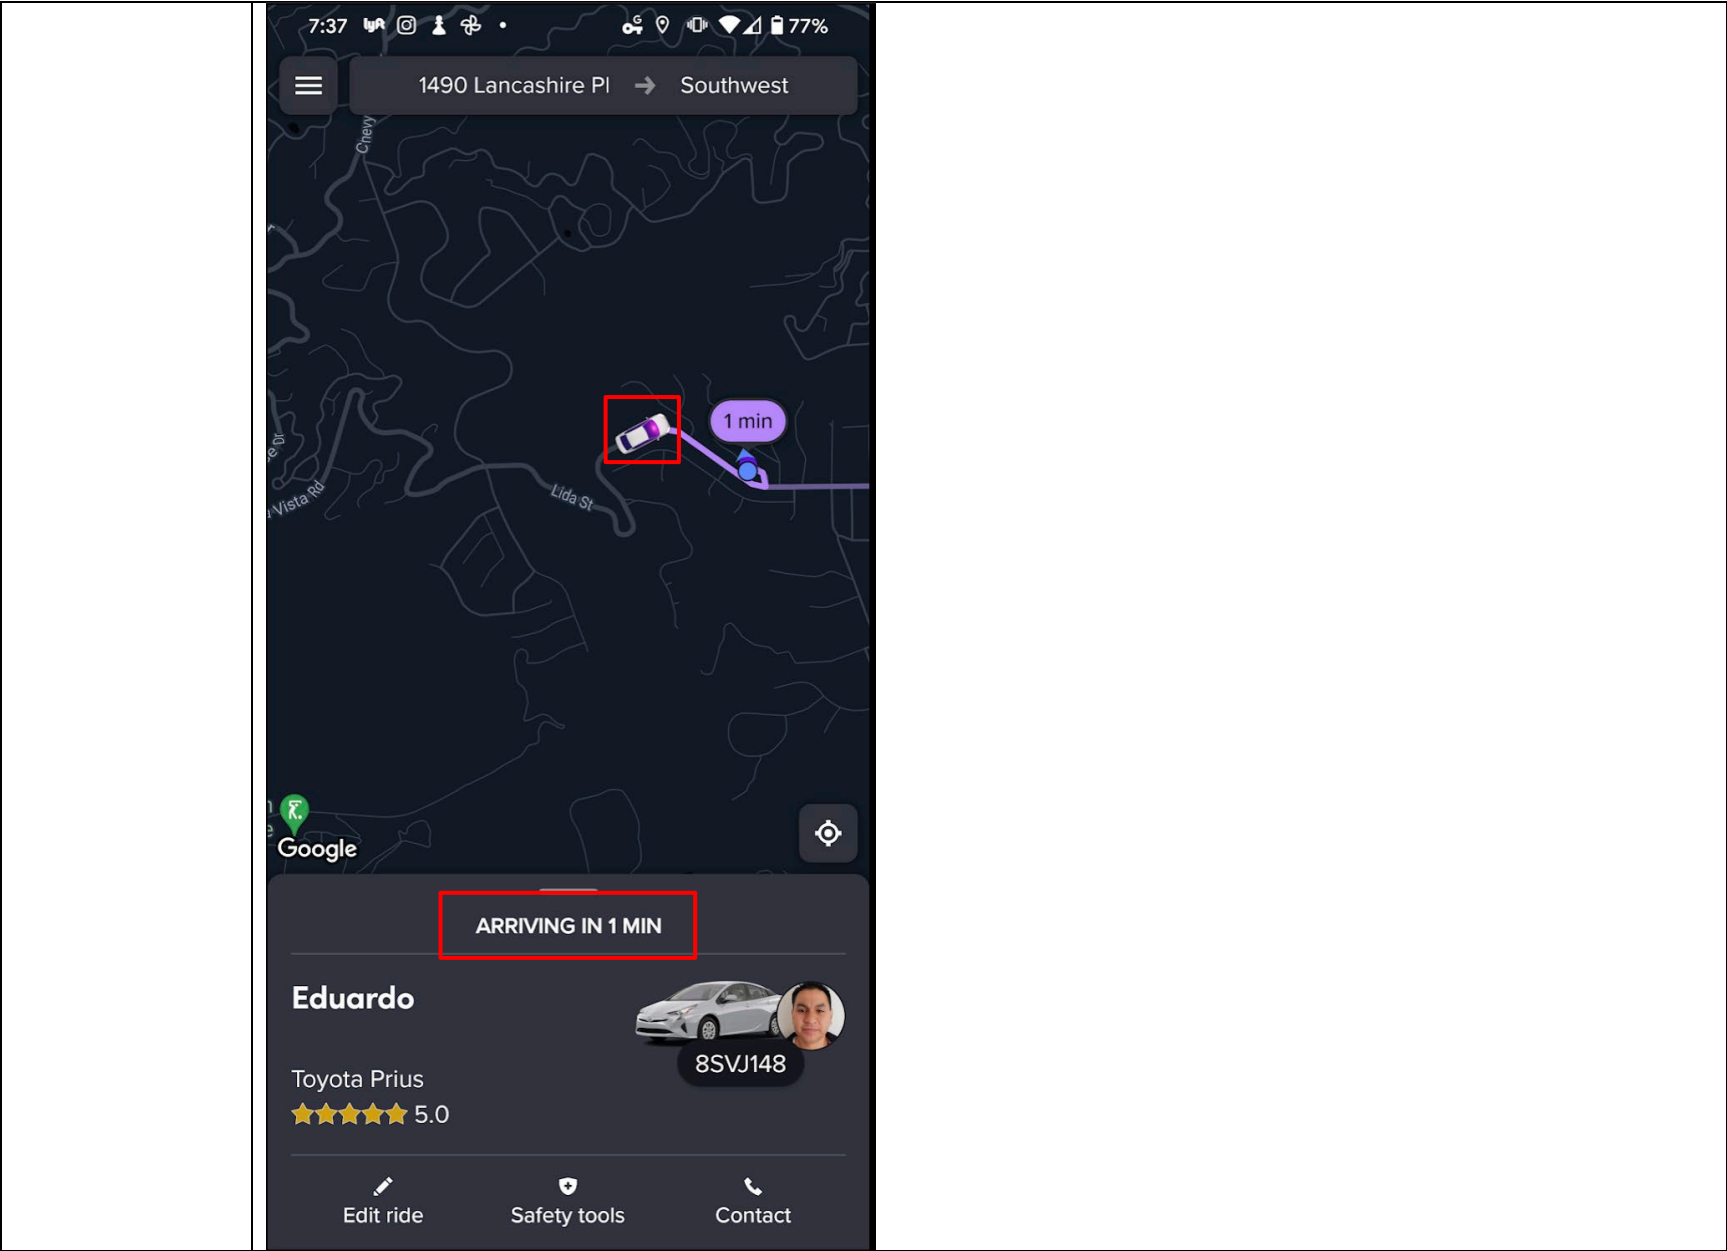 7:37 lyft 77%
1490 Lancashire Pl → Southwest
Chevy
1 min
Lida St
Vista Rd
Google
ARRIVING IN 1 MIN
Eduardo
8SVJ148
Toyota Prius
5.0
Edit ride Safety tools Contact